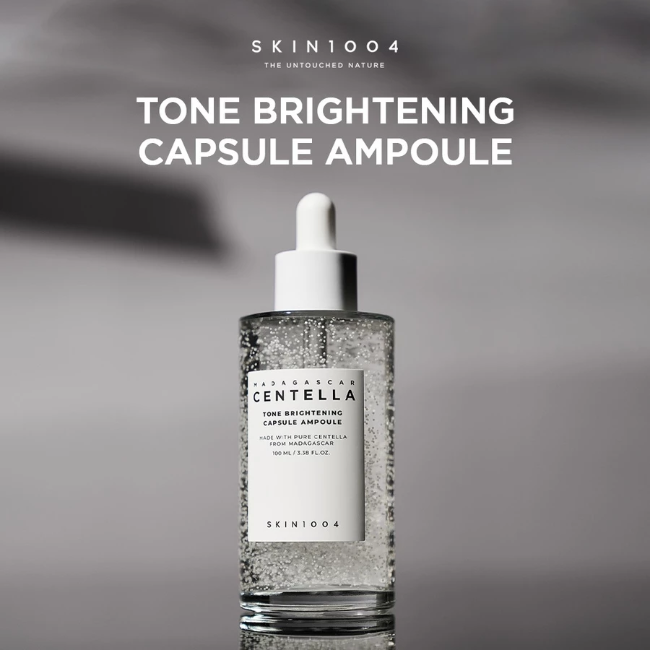 SKIN1004
THE UNTOUCHED NATURE
TONE BRIGHTENING
CAPSULE AMPOULE
MADAGASCAR
CENTELLA
TONE BRIGHTENING
CAPSULE AMPOULE
MADE WITH PURE CENTELLA
FROM MADAGASCAR
100 ML / 3.38 FL.OZ.
SKIN1004